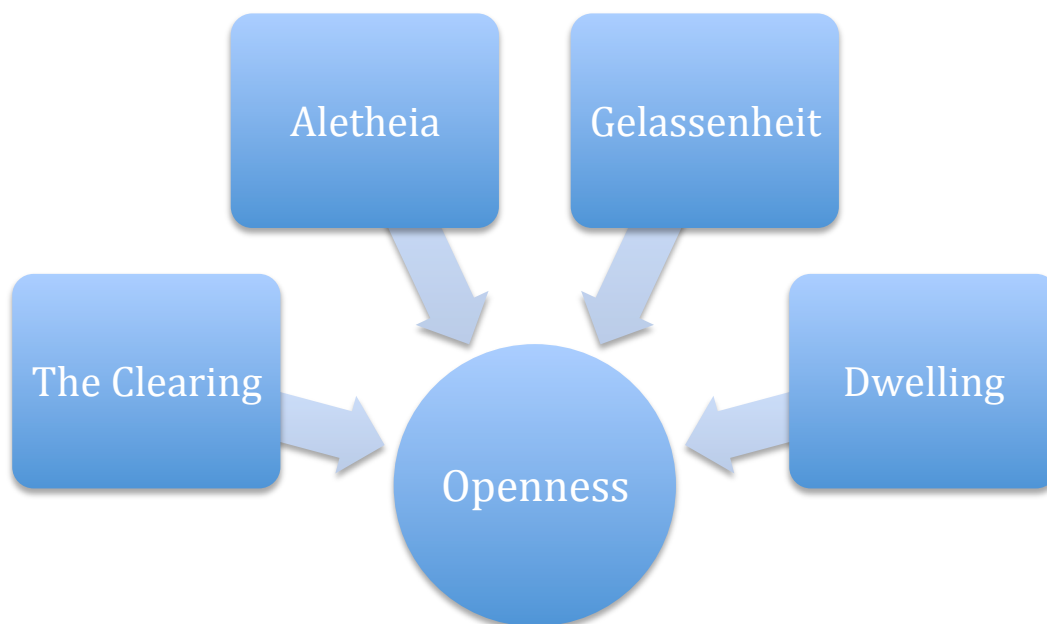 Aletheia
Gelassenheit
The Clearing
Dwelling
Openness